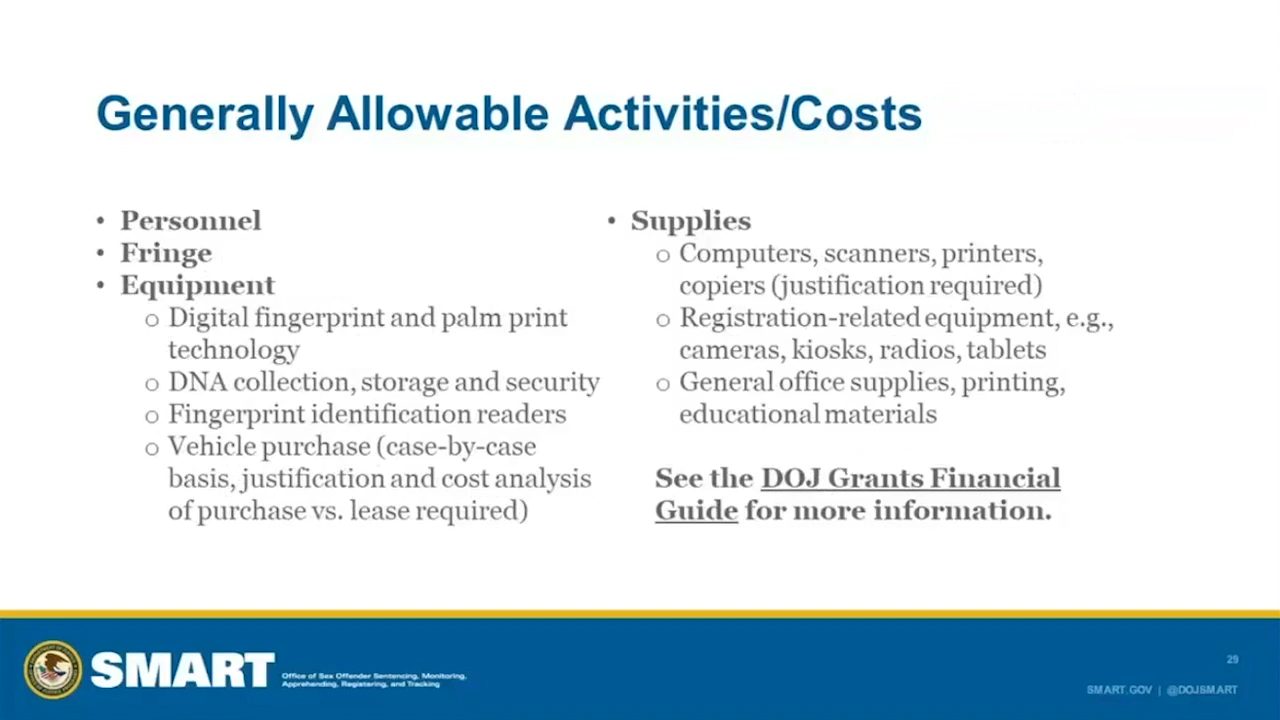 Generally Allowable Activities/Costs
• Personnel
• Fringe
• Equipment
o Digital fingerprint and palm print
technology
o DNA collection, storage and security
o Fingerprint identification readers
o Vehicle purchase (case-by-case
basis, justification and cost analysis
of purchase vs. lease required)
• Supplies
o Computers, scanners, printers,
copiers (justification required)
o Registration-related equipment, e.g.,
cameras, kiosks, radios, tablets
o General office supplies, printing,
educational materials
See the DOJ Grants Financial
Guide for more information.
SMART
Office of Sex Offender Sentencing, Monitoring,
Apprehending, Registering, and Tracking
29
SMART.GOV | @DOJSMART